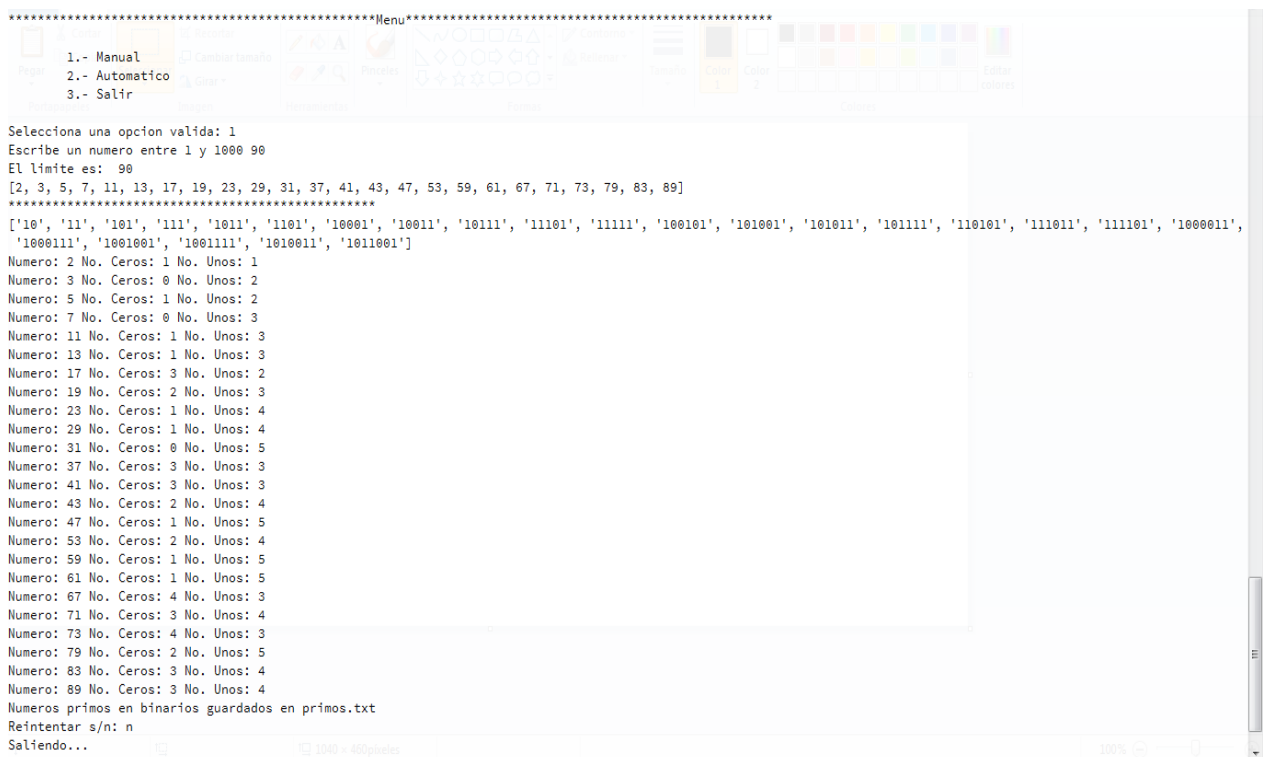 **************************************************Menu**************************************************
1.- Manual
2.- Automatico
3.- Salir
Selecciona una opcion valida: 1
Escribe un numero entre 1 y 1000 90
El limite es:  90
[2, 3, 5, 7, 11, 13, 17, 19, 23, 29, 31, 37, 41, 43, 47, 53, 59, 61, 67, 71, 73, 79, 83, 89]
**************************************************
['10', '11', '101', '111', '1011', '1101', '10001', '10011', '10111', '11101', '11111', '100101', '101001', '101011', '101111', '110101', '111011', '111101', '1000011',
'1000111', '1001001', '1001111', '1010011', '1011001']
Numero: 2 No. Ceros: 1 No. Unos: 1
Numero: 3 No. Ceros: 0 No. Unos: 2
Numero: 5 No. Ceros: 1 No. Unos: 2
Numero: 7 No. Ceros: 0 No. Unos: 3
Numero: 11 No. Ceros: 1 No. Unos: 3
Numero: 13 No. Ceros: 1 No. Unos: 3
Numero: 17 No. Ceros: 3 No. Unos: 2
Numero: 19 No. Ceros: 2 No. Unos: 3
Numero: 23 No. Ceros: 1 No. Unos: 4
Numero: 29 No. Ceros: 1 No. Unos: 4
Numero: 31 No. Ceros: 0 No. Unos: 5
Numero: 37 No. Ceros: 3 No. Unos: 3
Numero: 41 No. Ceros: 3 No. Unos: 3
Numero: 43 No. Ceros: 2 No. Unos: 4
Numero: 47 No. Ceros: 1 No. Unos: 5
Numero: 53 No. Ceros: 2 No. Unos: 4
Numero: 59 No. Ceros: 1 No. Unos: 5
Numero: 61 No. Ceros: 1 No. Unos: 5
Numero: 67 No. Ceros: 4 No. Unos: 3
Numero: 71 No. Ceros: 3 No. Unos: 4
Numero: 73 No. Ceros: 4 No. Unos: 3
Numero: 79 No. Ceros: 2 No. Unos: 5
Numero: 83 No. Ceros: 3 No. Unos: 4
Numero: 89 No. Ceros: 3 No. Unos: 4
Numeros primos en binarios guardados en primos.txt
Reintentar s/n: n
Saliendo...
1040 × 460píxeles
100%
Pegar
Cambiar tamaño
Girar
Pinceles
Color 1
Color 2
Editar colores